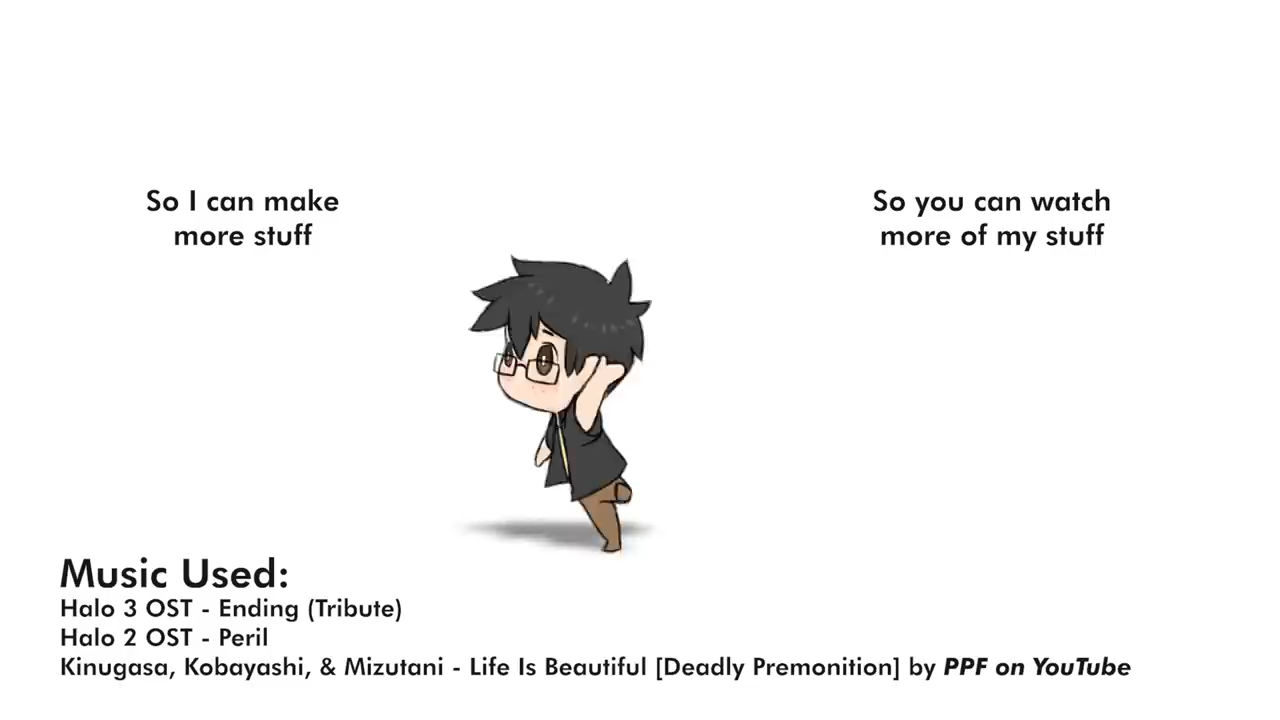 So I can make
more stuff
So you can watch
more of my stuff
Music Used:
Halo 3 OST - Ending (Tribute)
Halo 2 OST - Peril
Kinugasa, Kobayashi, & Mizutani - Life Is Beautiful [Deadly Premonition] by PPF on YouTube